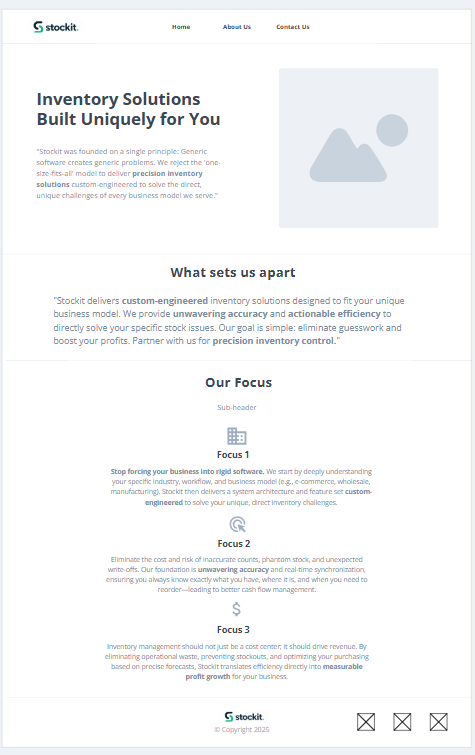 stockit.
Home About Us Contact Us
Inventory Solutions
Built Uniquely for You
"Stockit was founded on a single principle: Generic
software creates generic problems. We reject the 'one-
size-fits-all' model to deliver precision inventory
solutions custom-engineered to solve the direct,
unique challenges of every business model we serve."
What sets us apart
"Stockit delivers custom-engineered inventory solutions designed to fit your unique
business model. We provide unwavering accuracy and actionable efficiency to
directly solve your specific stock issues. Our goal is simple: eliminate guesswork and
boost your profits. Partner with us for precision inventory control."
Our Focus
Sub-header
Focus 1
Stop forcing your business into rigid software. We start by deeply understanding
your specific industry, workflow, and business model (e.g., e-commerce, wholesale,
manufacturing). Stockit then delivers a system architecture and feature set custom-
engineered to solve your unique, direct inventory challenges.
Focus 2
Eliminate the cost and risk of inaccurate counts, phantom stock, and unexpected
write-offs. Our foundation is unwavering accuracy and real-time synchronization,
ensuring you always know exactly what you have, where it is, and when you need to
reorder—leading to better cash flow management.
Focus 3
Inventory management should not just be a cost center; it should drive revenue. By
eliminating operational waste, preventing stockouts, and optimizing your purchasing
based on precise forecasts, Stockit translates efficiency directly into measurable
profit growth for your business.
stockit.
© Copyright 2025